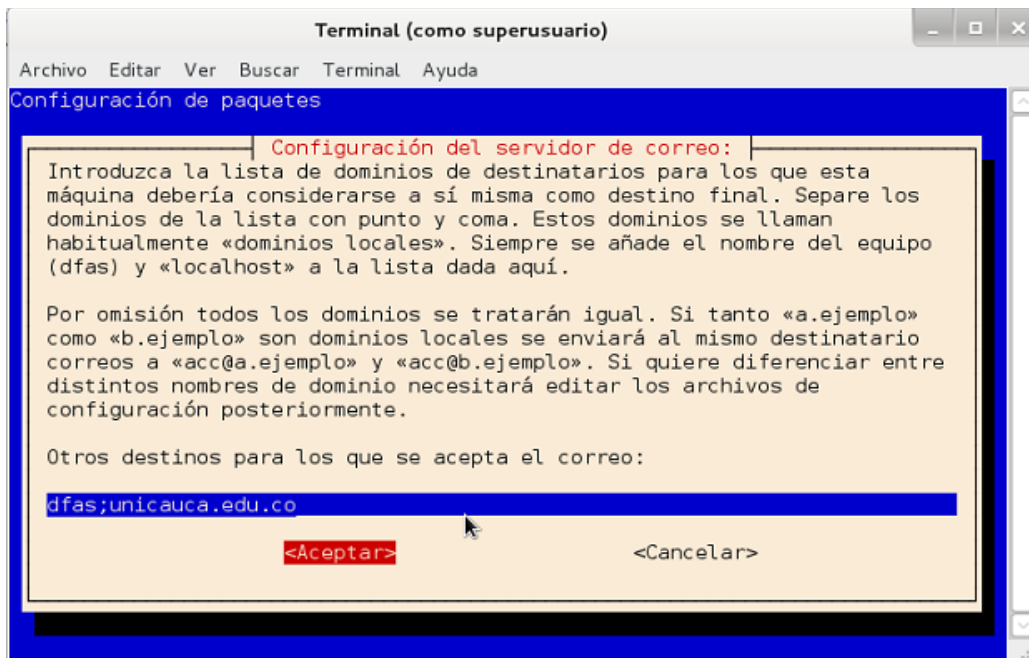 Terminal (como superusuario)
Archivo Editar Ver Buscar Terminal Ayuda
Configuración de paquetes
Configuración del servidor de correo:
Introduzca la lista de dominios de destinatarios para los que esta
máquina debería considerarse a sí misma como destino final. Separe los
dominios de la lista con punto y coma. Estos dominios se llaman
habitualmente «dominios locales». Siempre se añade el nombre del equipo
(dfas) y «localhost» a la lista dada aquí.
Por omisión todos los dominios se tratarán igual. Si tanto «a.ejemplo»
como «b.ejemplo» son dominios locales se enviará al mismo destinatario
correos a «acc@a.ejemplo» y «acc@b.ejemplo». Si quiere diferenciar entre
distintos nombres de dominio necesitará editar los archivos de
configuración posteriormente.
Otros destinos para los que se acepta el correo:
dfas;unicauca.edu.co
<Aceptar> <Cancelar>